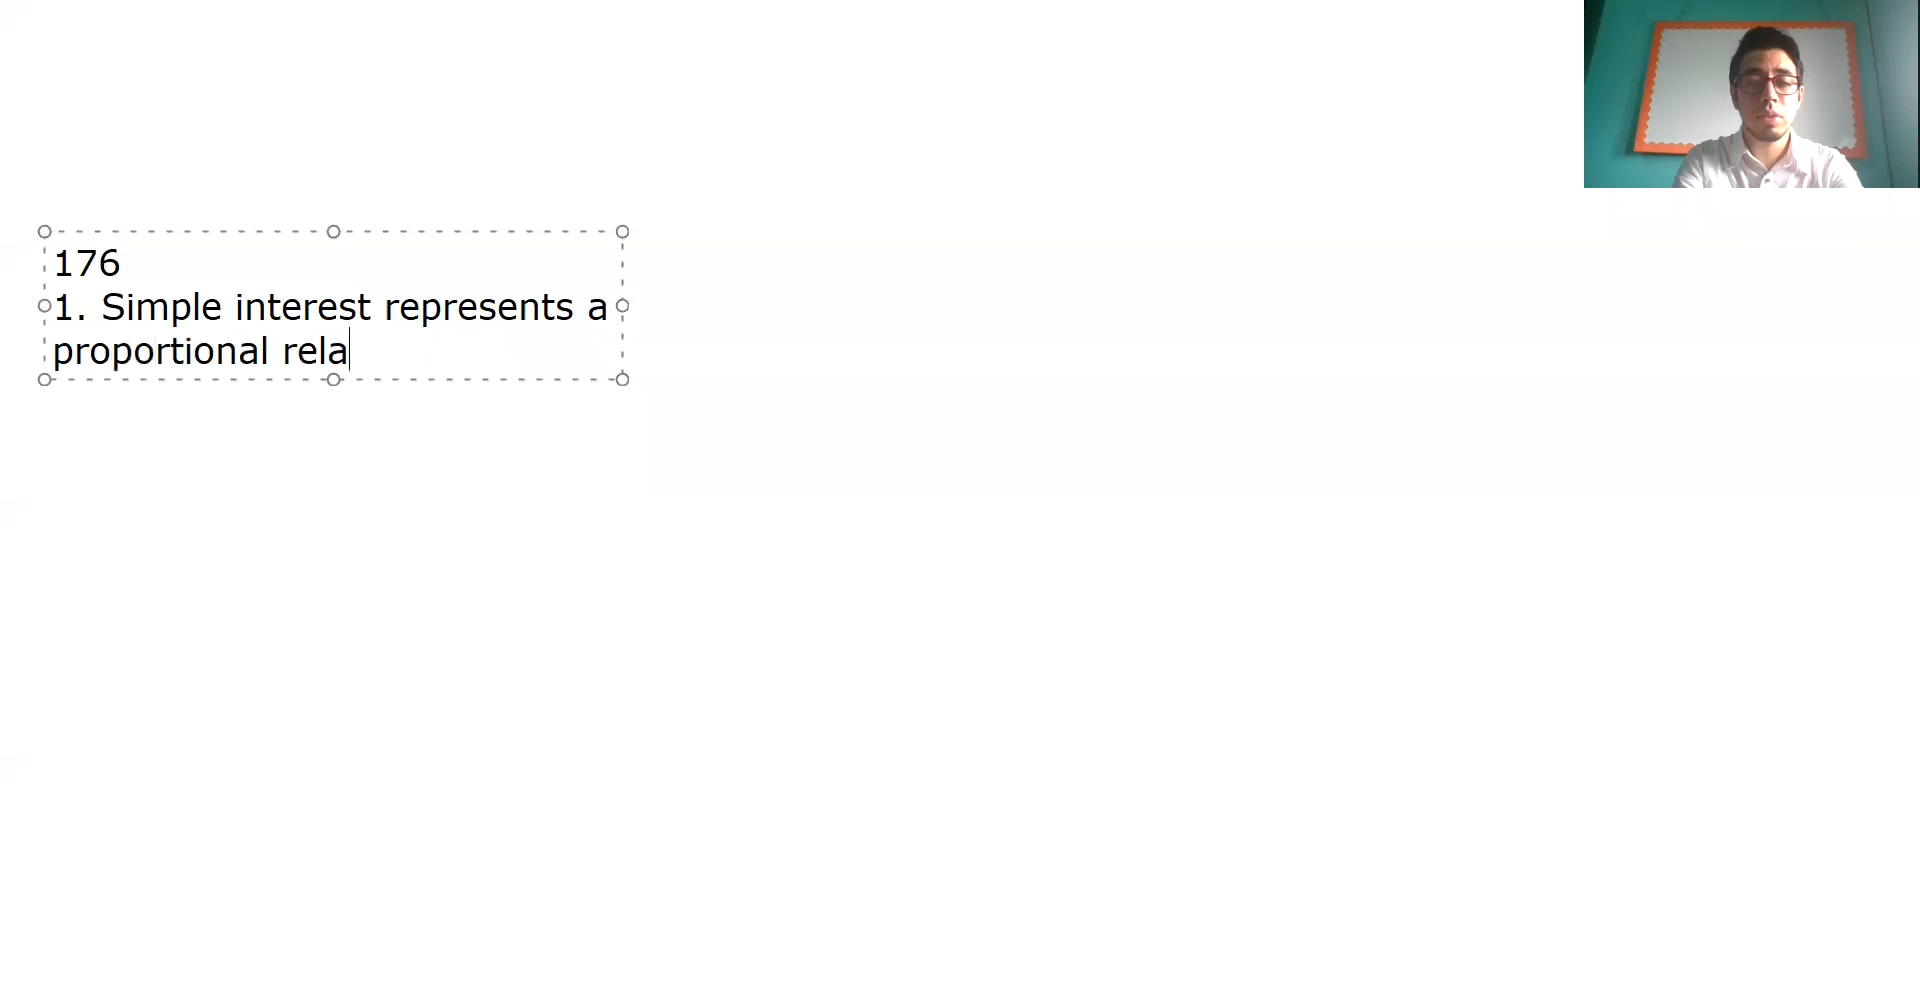 176
1. Simple interest represents a
proportional rela